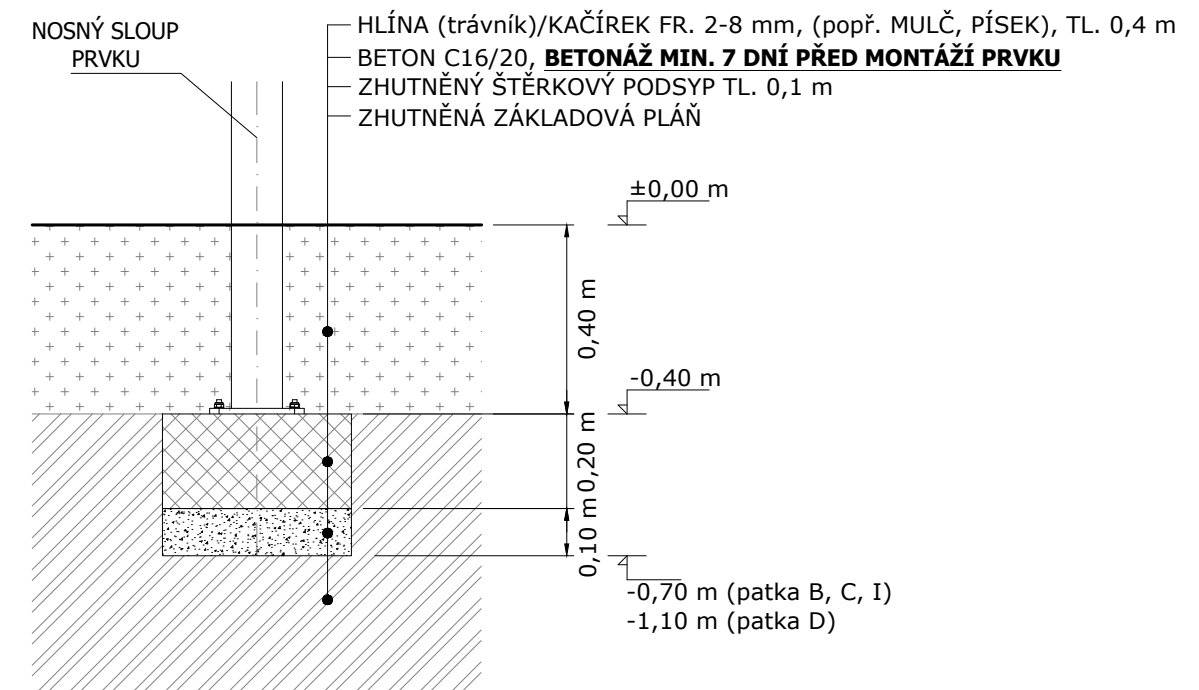 NOSNÝ SLOUP
PRVKU
HLÍNA (trávník)/KAČÍREK FR. 2-8 mm, (popř. MULČ, PÍSEK), TL. 0,4 m
BETON C16/20, BETONÁŽ MIN. 7 DNÍ PŘED MONTÁŽÍ PRVKU
ZHUTNĚNÝ ŠTĚRKOVÝ PODSYP TL. 0,1 m
ZHUTNĚNÁ ZÁKLADOVÁ PLÁŇ
±0,00 m
0,40 m
-0,40 m
0,20 m
0,10 m
-0,70 m (patka B, C, I)
-1,10 m (patka D)